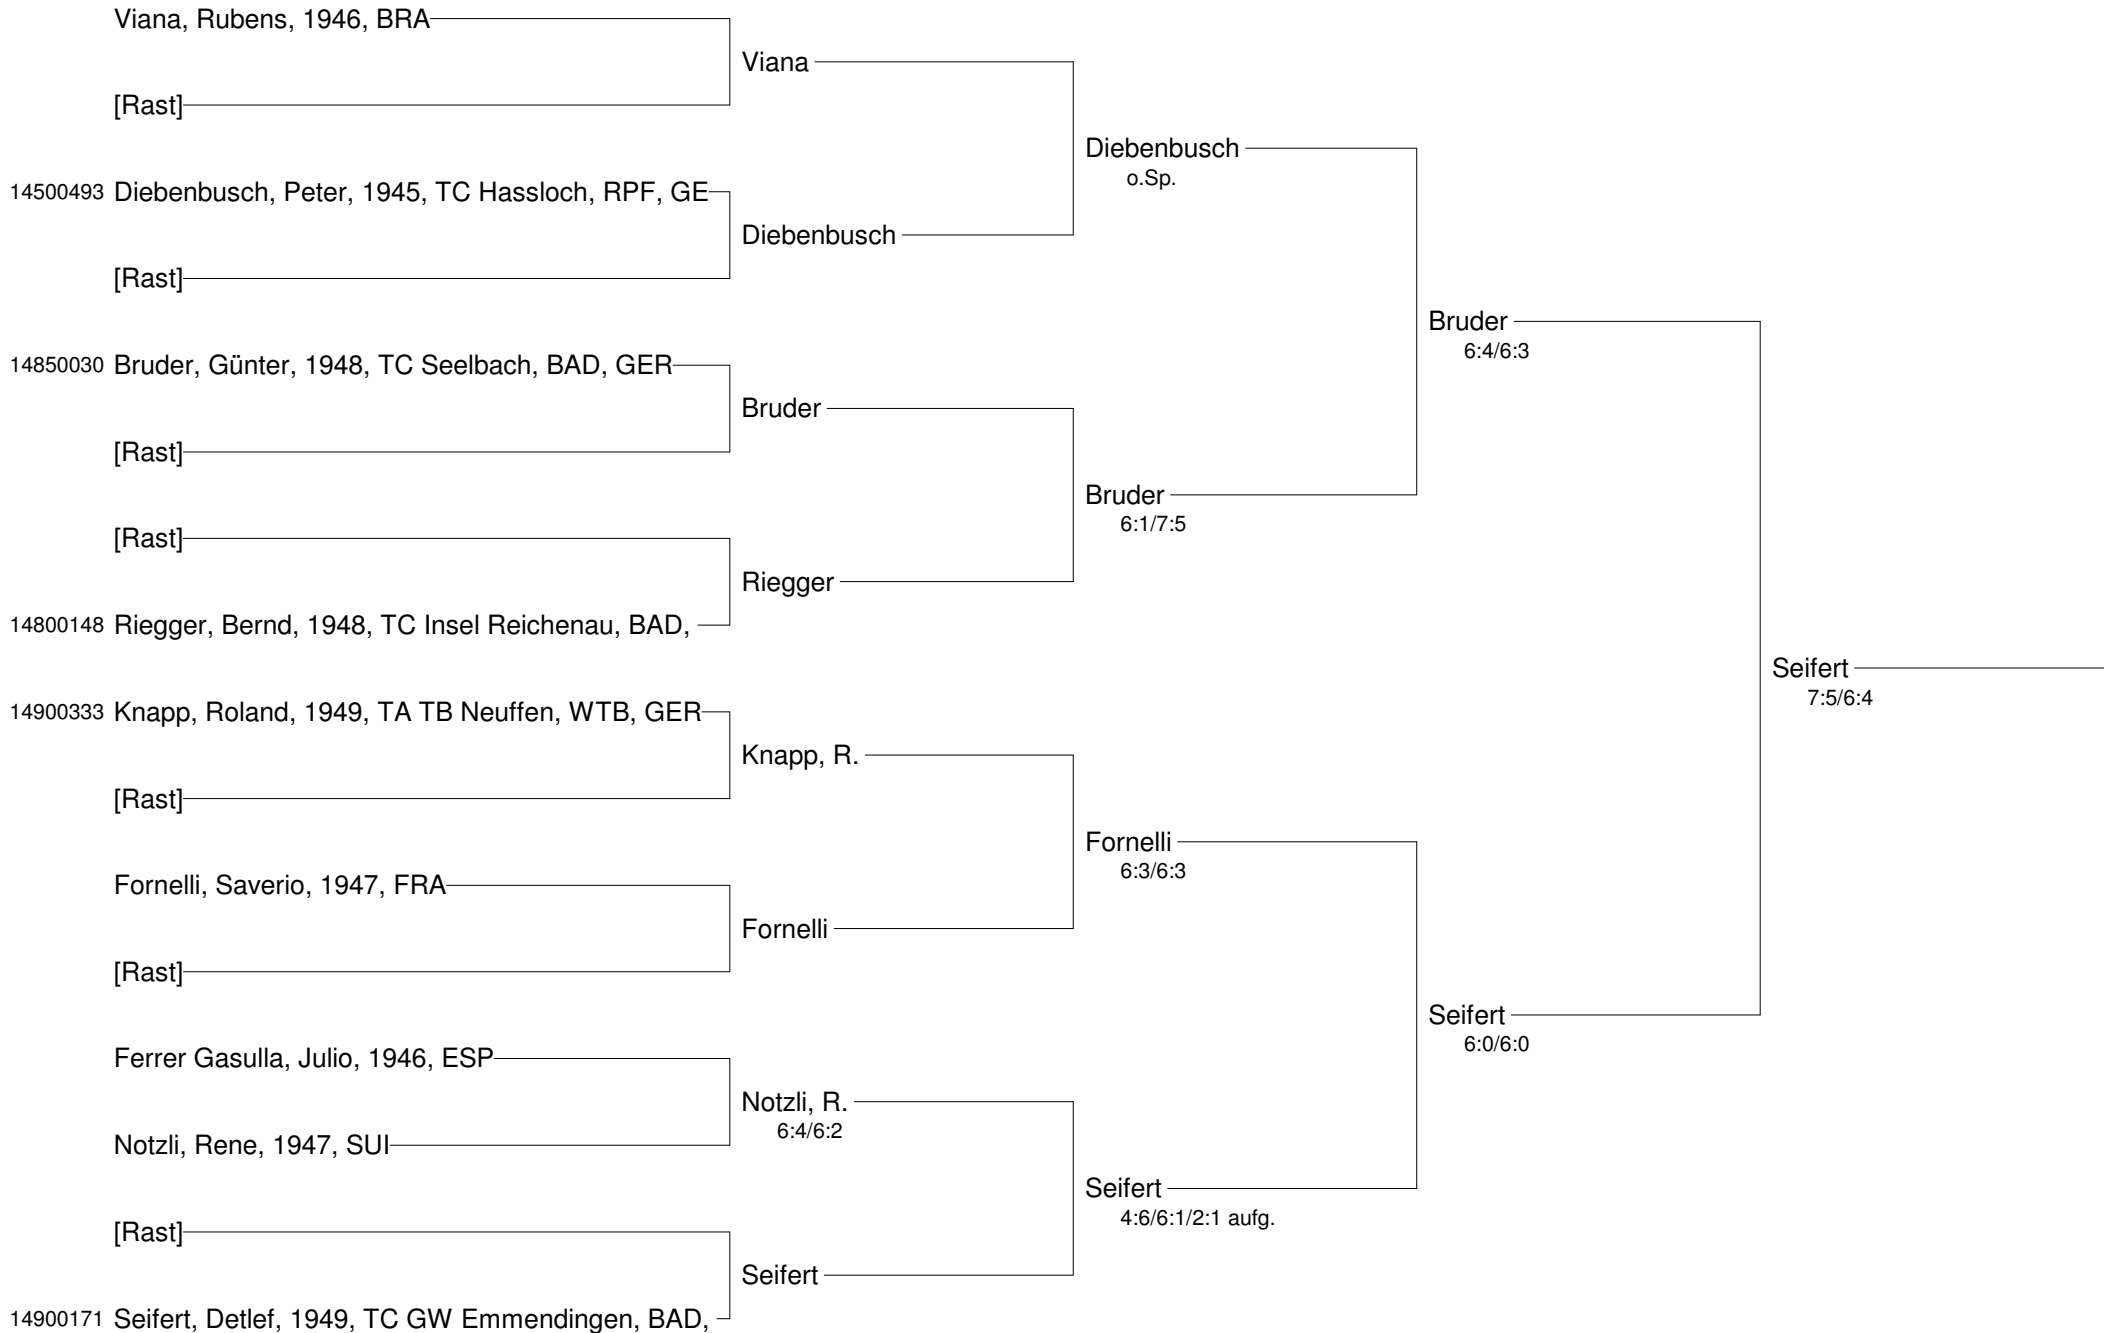 Viana, Rubens, 1946, BRA
Viana
[Rast]
Diebenbusch
o.Sp.
14500493 Diebenbusch, Peter, 1945, TC Hassloch, RPF, GE
Diebenbusch
[Rast]
Bruder
6:4/6:3
14850030 Bruder, Günter, 1948, TC Seelbach, BAD, GER
Bruder
[Rast]
Bruder
6:1/7:5
[Rast]
Riegger
14800148 Riegger, Bernd, 1948, TC Insel Reichenau, BAD,
Seifert
7:5/6:4
14900333 Knapp, Roland, 1949, TA TB Neuffen, WTB, GER
Knapp, R.
[Rast]
Fornelli
6:3/6:3
Fornelli, Saverio, 1947, FRA
Fornelli
[Rast]
Seifert
6:0/6:0
Ferrer Gasulla, Julio, 1946, ESP
Notzli, R.
6:4/6:2
Notzli, Rene, 1947, SUI
Seifert
4:6/6:1/2:1 aufg.
[Rast]
Seifert
14900171 Seifert, Detlef, 1949, TC GW Emmendingen, BAD,